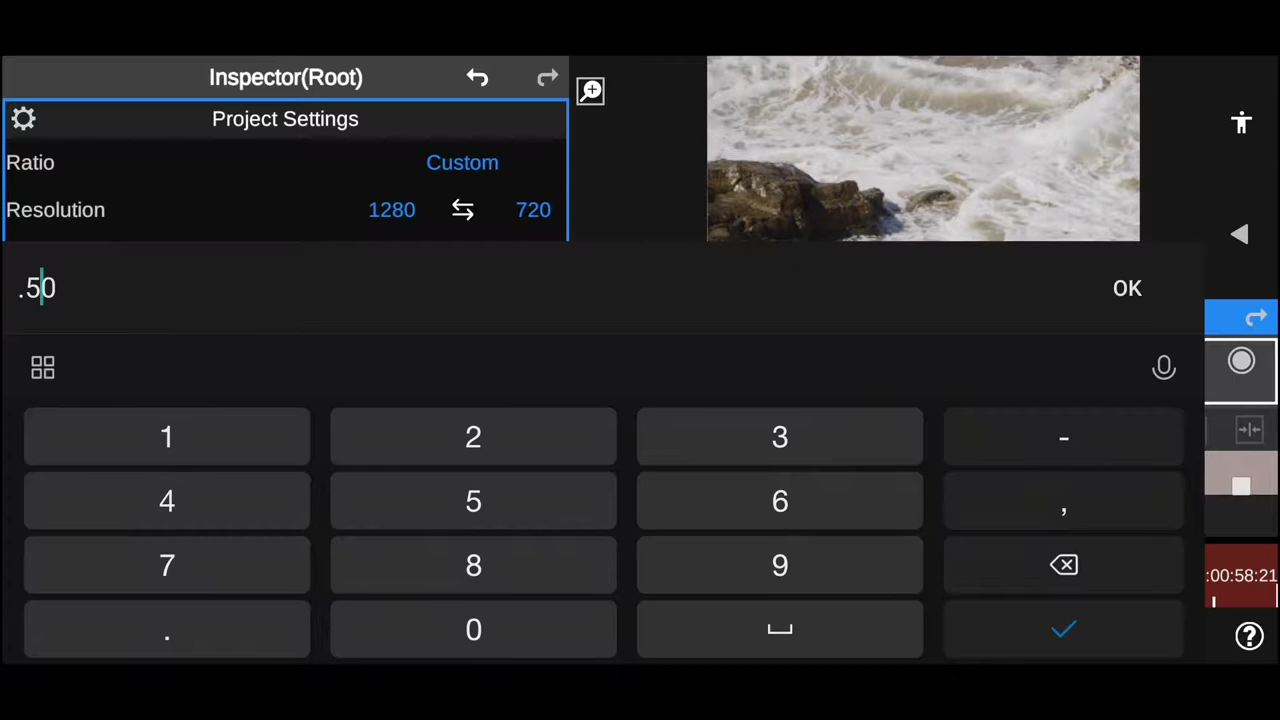 Inspector(Root)
Project Settings
Ratio Custom
Resolution 1280 720
.50 OK
1 2 3 -
4 5 6 ,
7 8 9
:00:58:21
. 0
?